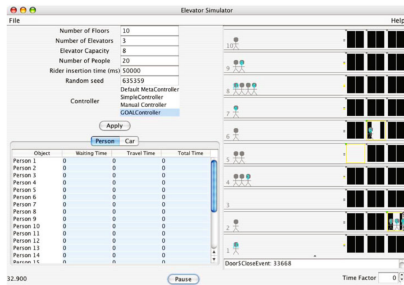 Elevator Simulator
File
Help
Number of Floors 10
Number of Elevators 3
Elevator Capacity 8
Number of People 20
Rider insertion time (ms) 50000
Random seed 635359
Controller
Default MetaController
SimpleController
Manual Controller
GOALController
Apply
Person Car
Object Waiting Time Travel Time Total Time
Person 1 0 0 0
Person 2 0 0 0
Person 3 0 0 0
Person 4 0 0 0
Person 5 0 0 0
Person 6 0 0 0
Person 7 0 0 0
Person 8 0 0 0
Person 9 0 0 0
Person 10 0 0 0
Person 11 0 0 0
Person 12 0 0 0
Person 13 0 0 0
Person 14 0 0 0
Person 15 0 0 0
10
9
8
7
6
5
4
3
2
1
DoorSCloseEvent: 33668
32.900
Pause
Time Factor 0